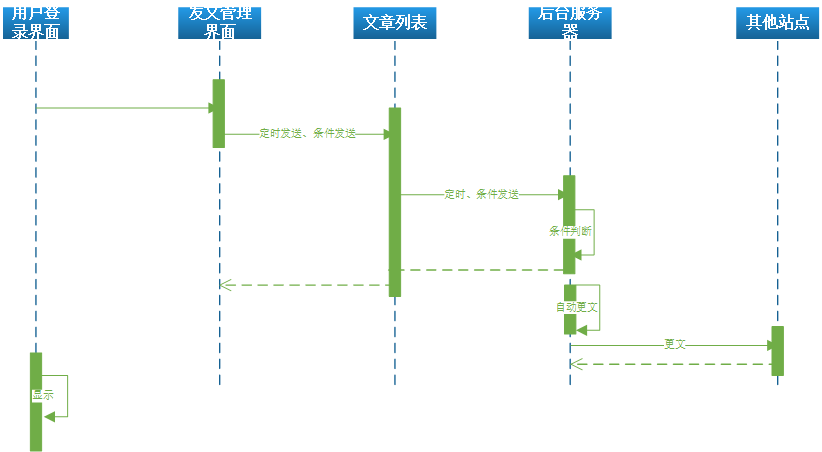 用户登
录界面
发文管理
界面
文章列表
后台服务
器
其他站点
定时发送、条件发送
定时、条件发送
条件判断
自动更文
更文
显示